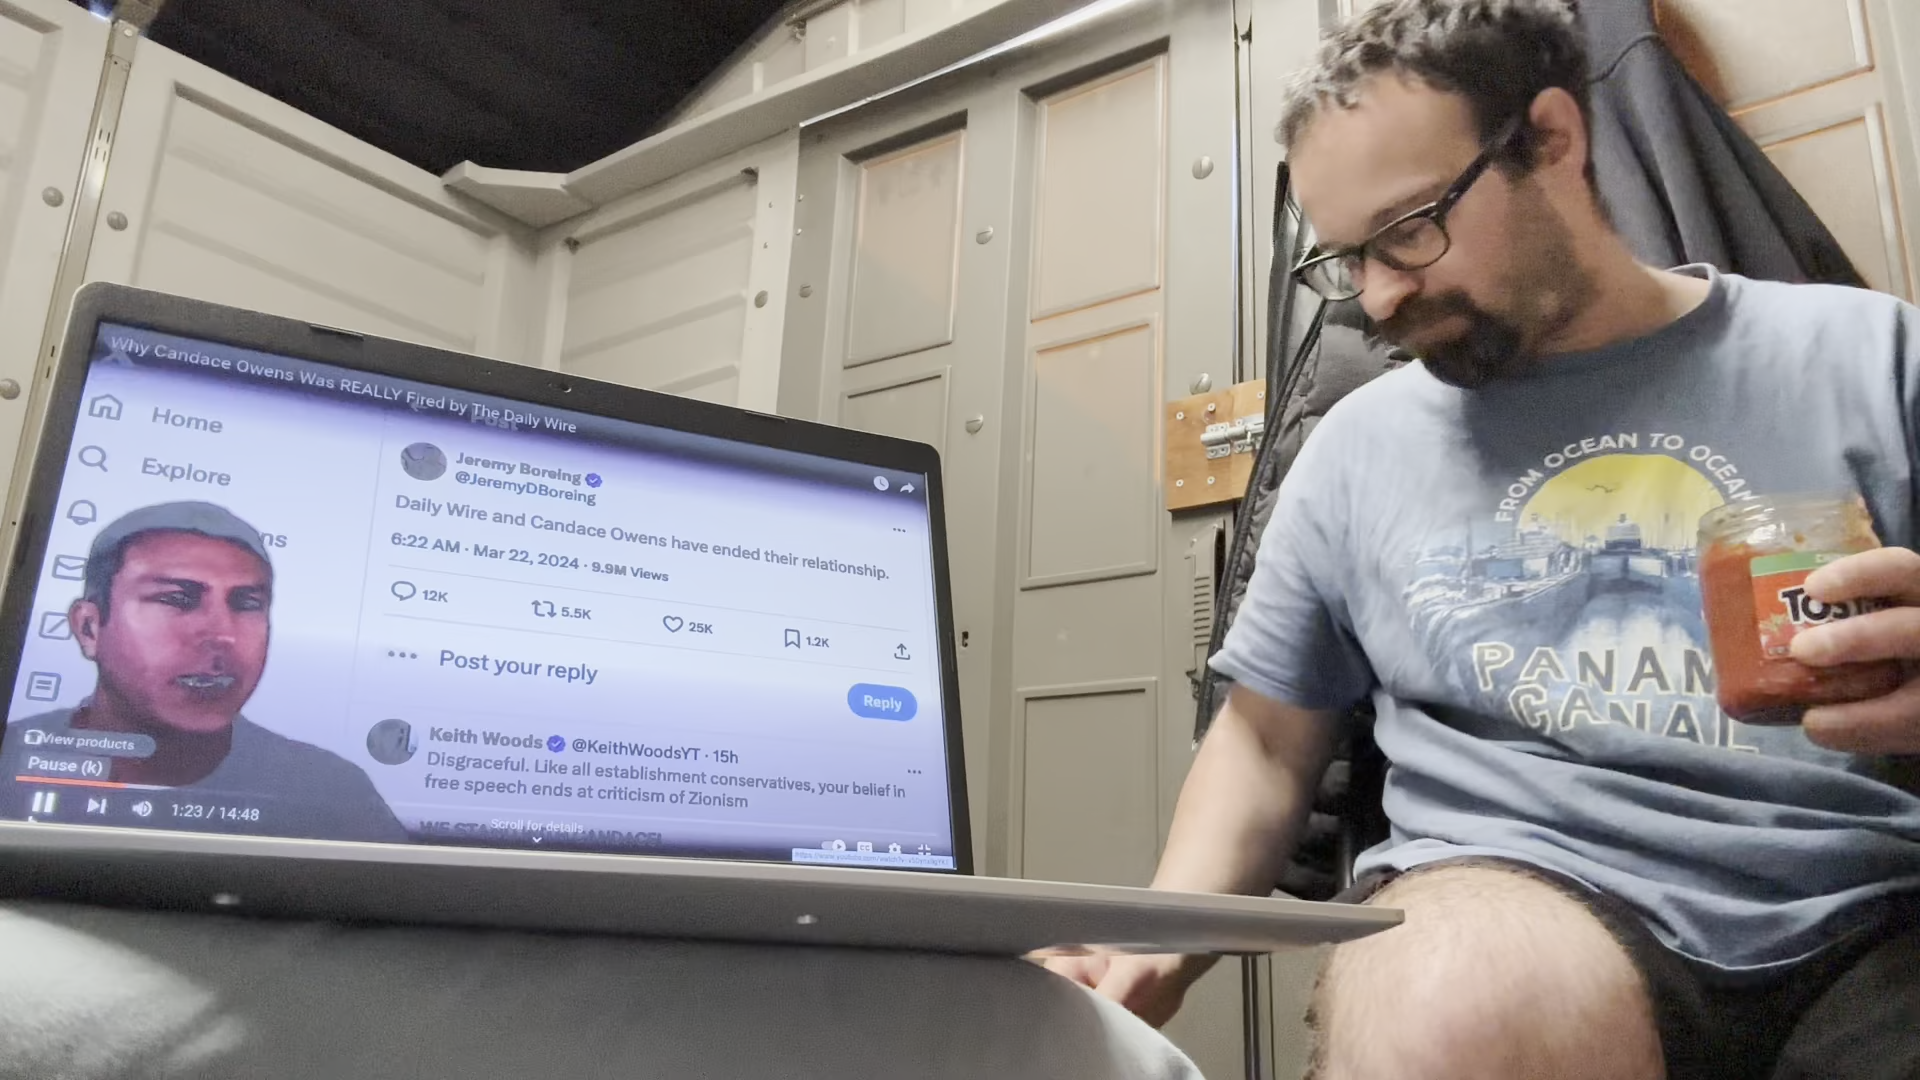 Why Candace Owens Was REALLY Fired by The Daily Wire
Post
Home
Explore
ns
Jeremy Boreing
@JeremyDBoreing
Daily Wire and Candace Owens have ended their relationship.
6:22 AM · Mar 22, 2024 · 9.9M Views
12K 5.5K 25K 1.2K
Post your reply
Reply
Keith Woods @KeithWoodsYT · 15h
Disgraceful. Like all establishment conservatives, your belief in
free speech ends at criticism of Zionism
View products
Pause (k)
1:23 / 14:48
Scroll for details
FROM OCEAN TO OCEAN
PANAM
CANAL
TOST